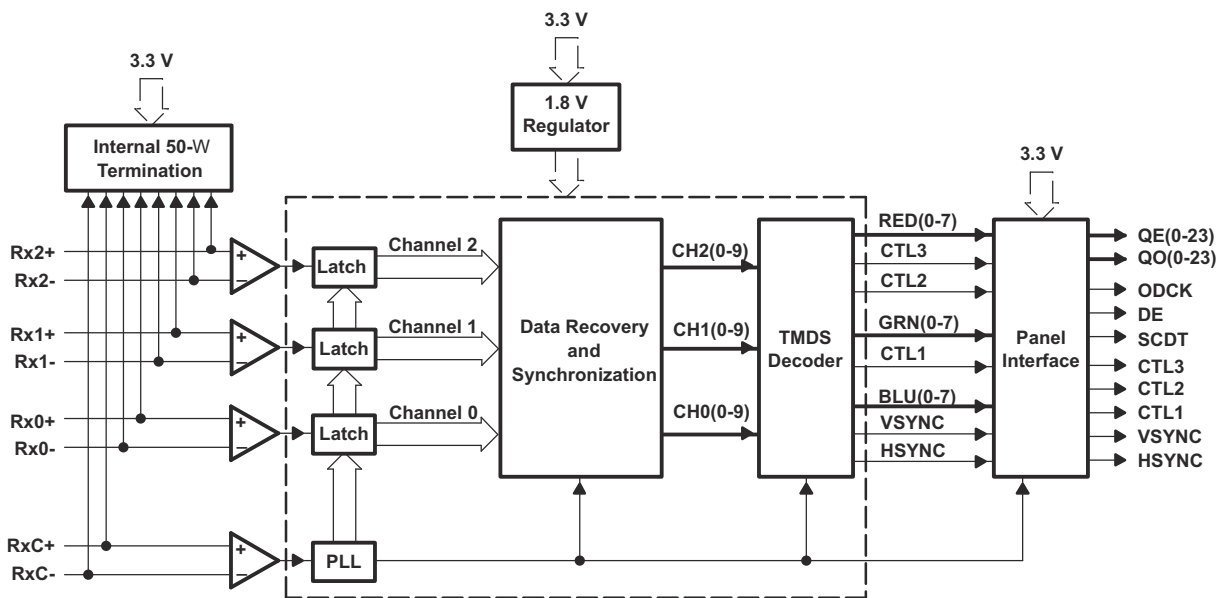 3.3 V
3.3 V
1.8 V
Regulator
Internal 50-W
Termination
3.3 V
Rx2+
Rx2-
Rx1+
Rx1-
Rx0+
Rx0-
RxC+
RxC-
+
−
+
−
+
−
+
−
Latch
Latch
Latch
PLL
Channel 2
Channel 1
Channel 0
Data Recovery
and
Synchronization
CH2(0-9)
CH1(0-9)
CH0(0-9)
TMDS
Decoder
RED(0-7)
CTL3
CTL2
GRN(0-7)
CTL1
BLU(0-7)
VSYNC
HSYNC
Panel
Interface
QE(0-23)
QO(0-23)
ODCK
DE
SCDT
CTL3
CTL2
CTL1
VSYNC
HSYNC